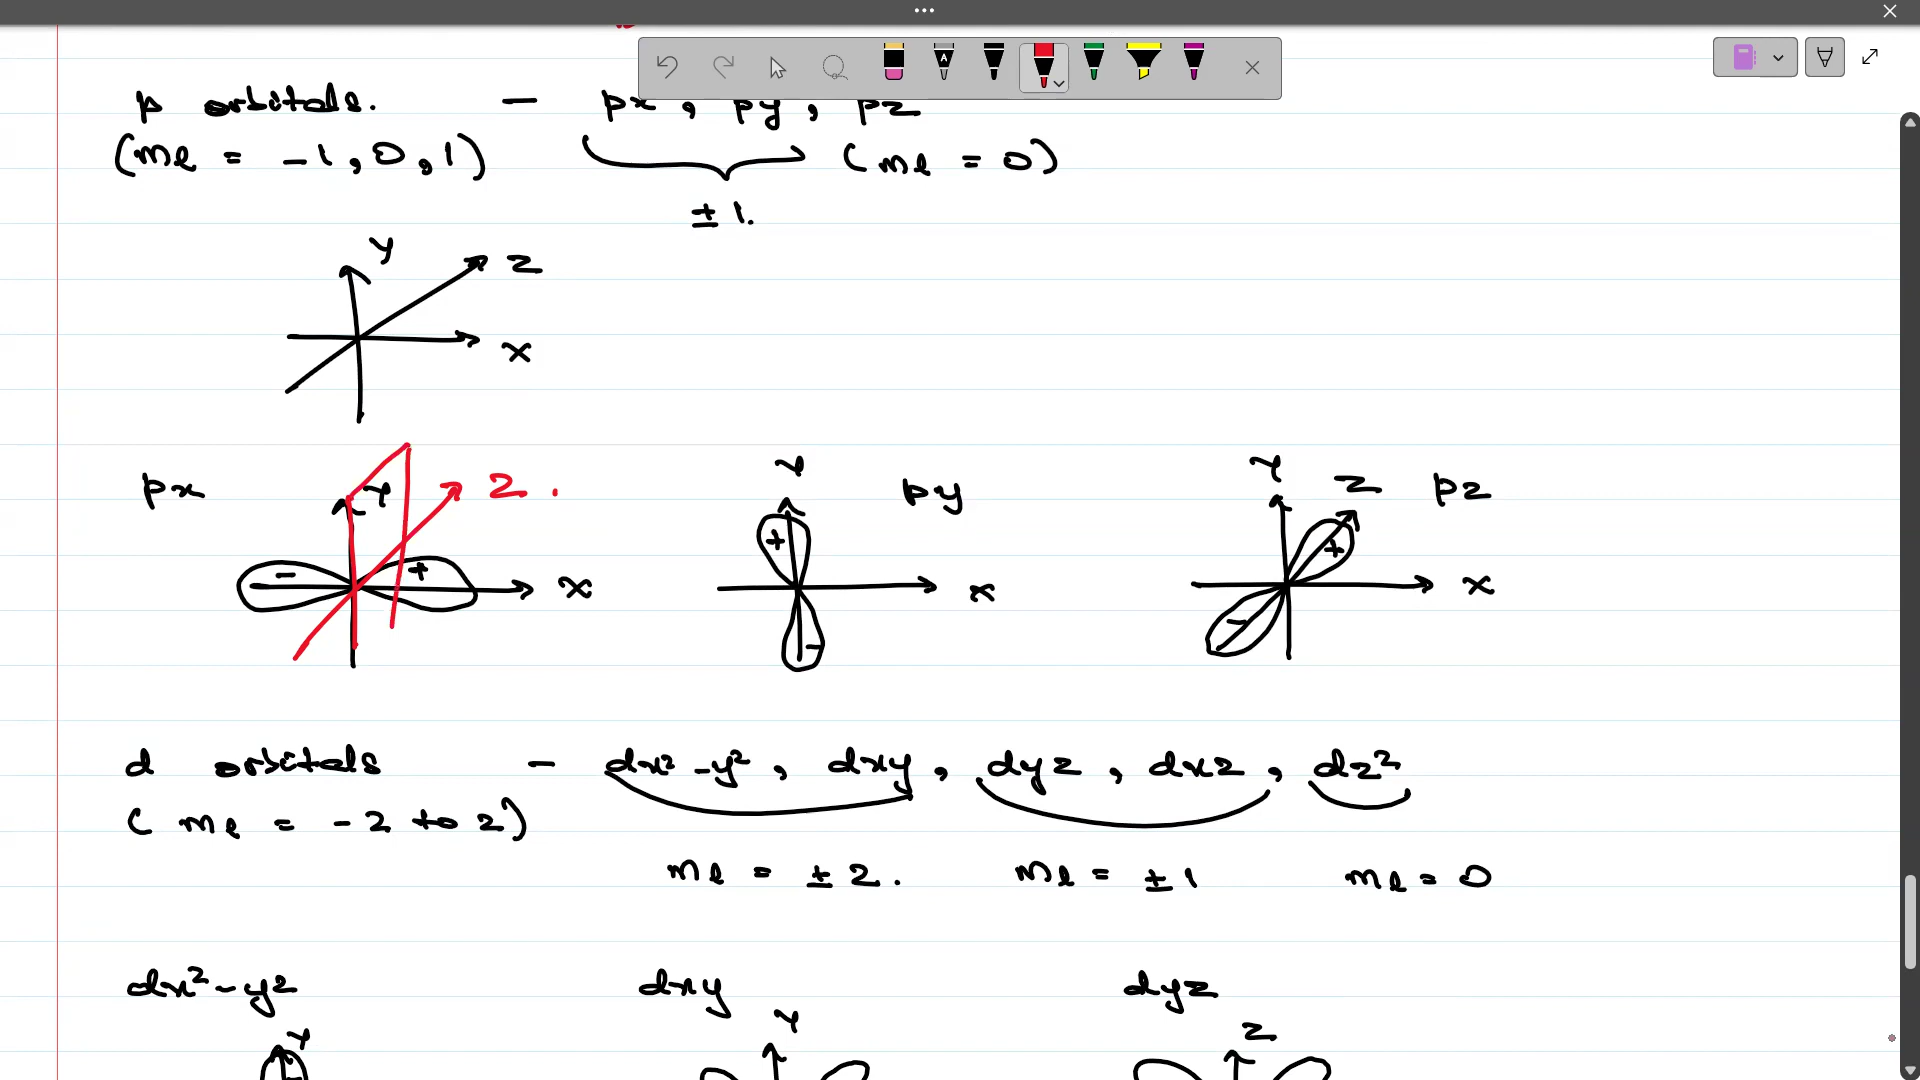 p orbitals. - px, py, pz
(ml = -1, 0, 1) (ml = 0)
± 1.
y
z
x
px y z . y py y z pz
- + x + x + x
- -
d orbitals - dx²-y², dxy, dyz, dxz, dz²
(ml = -2 to 2)
ml = ±2. ml = ±1 ml = 0
dx²-y² dxy dyz
y y z